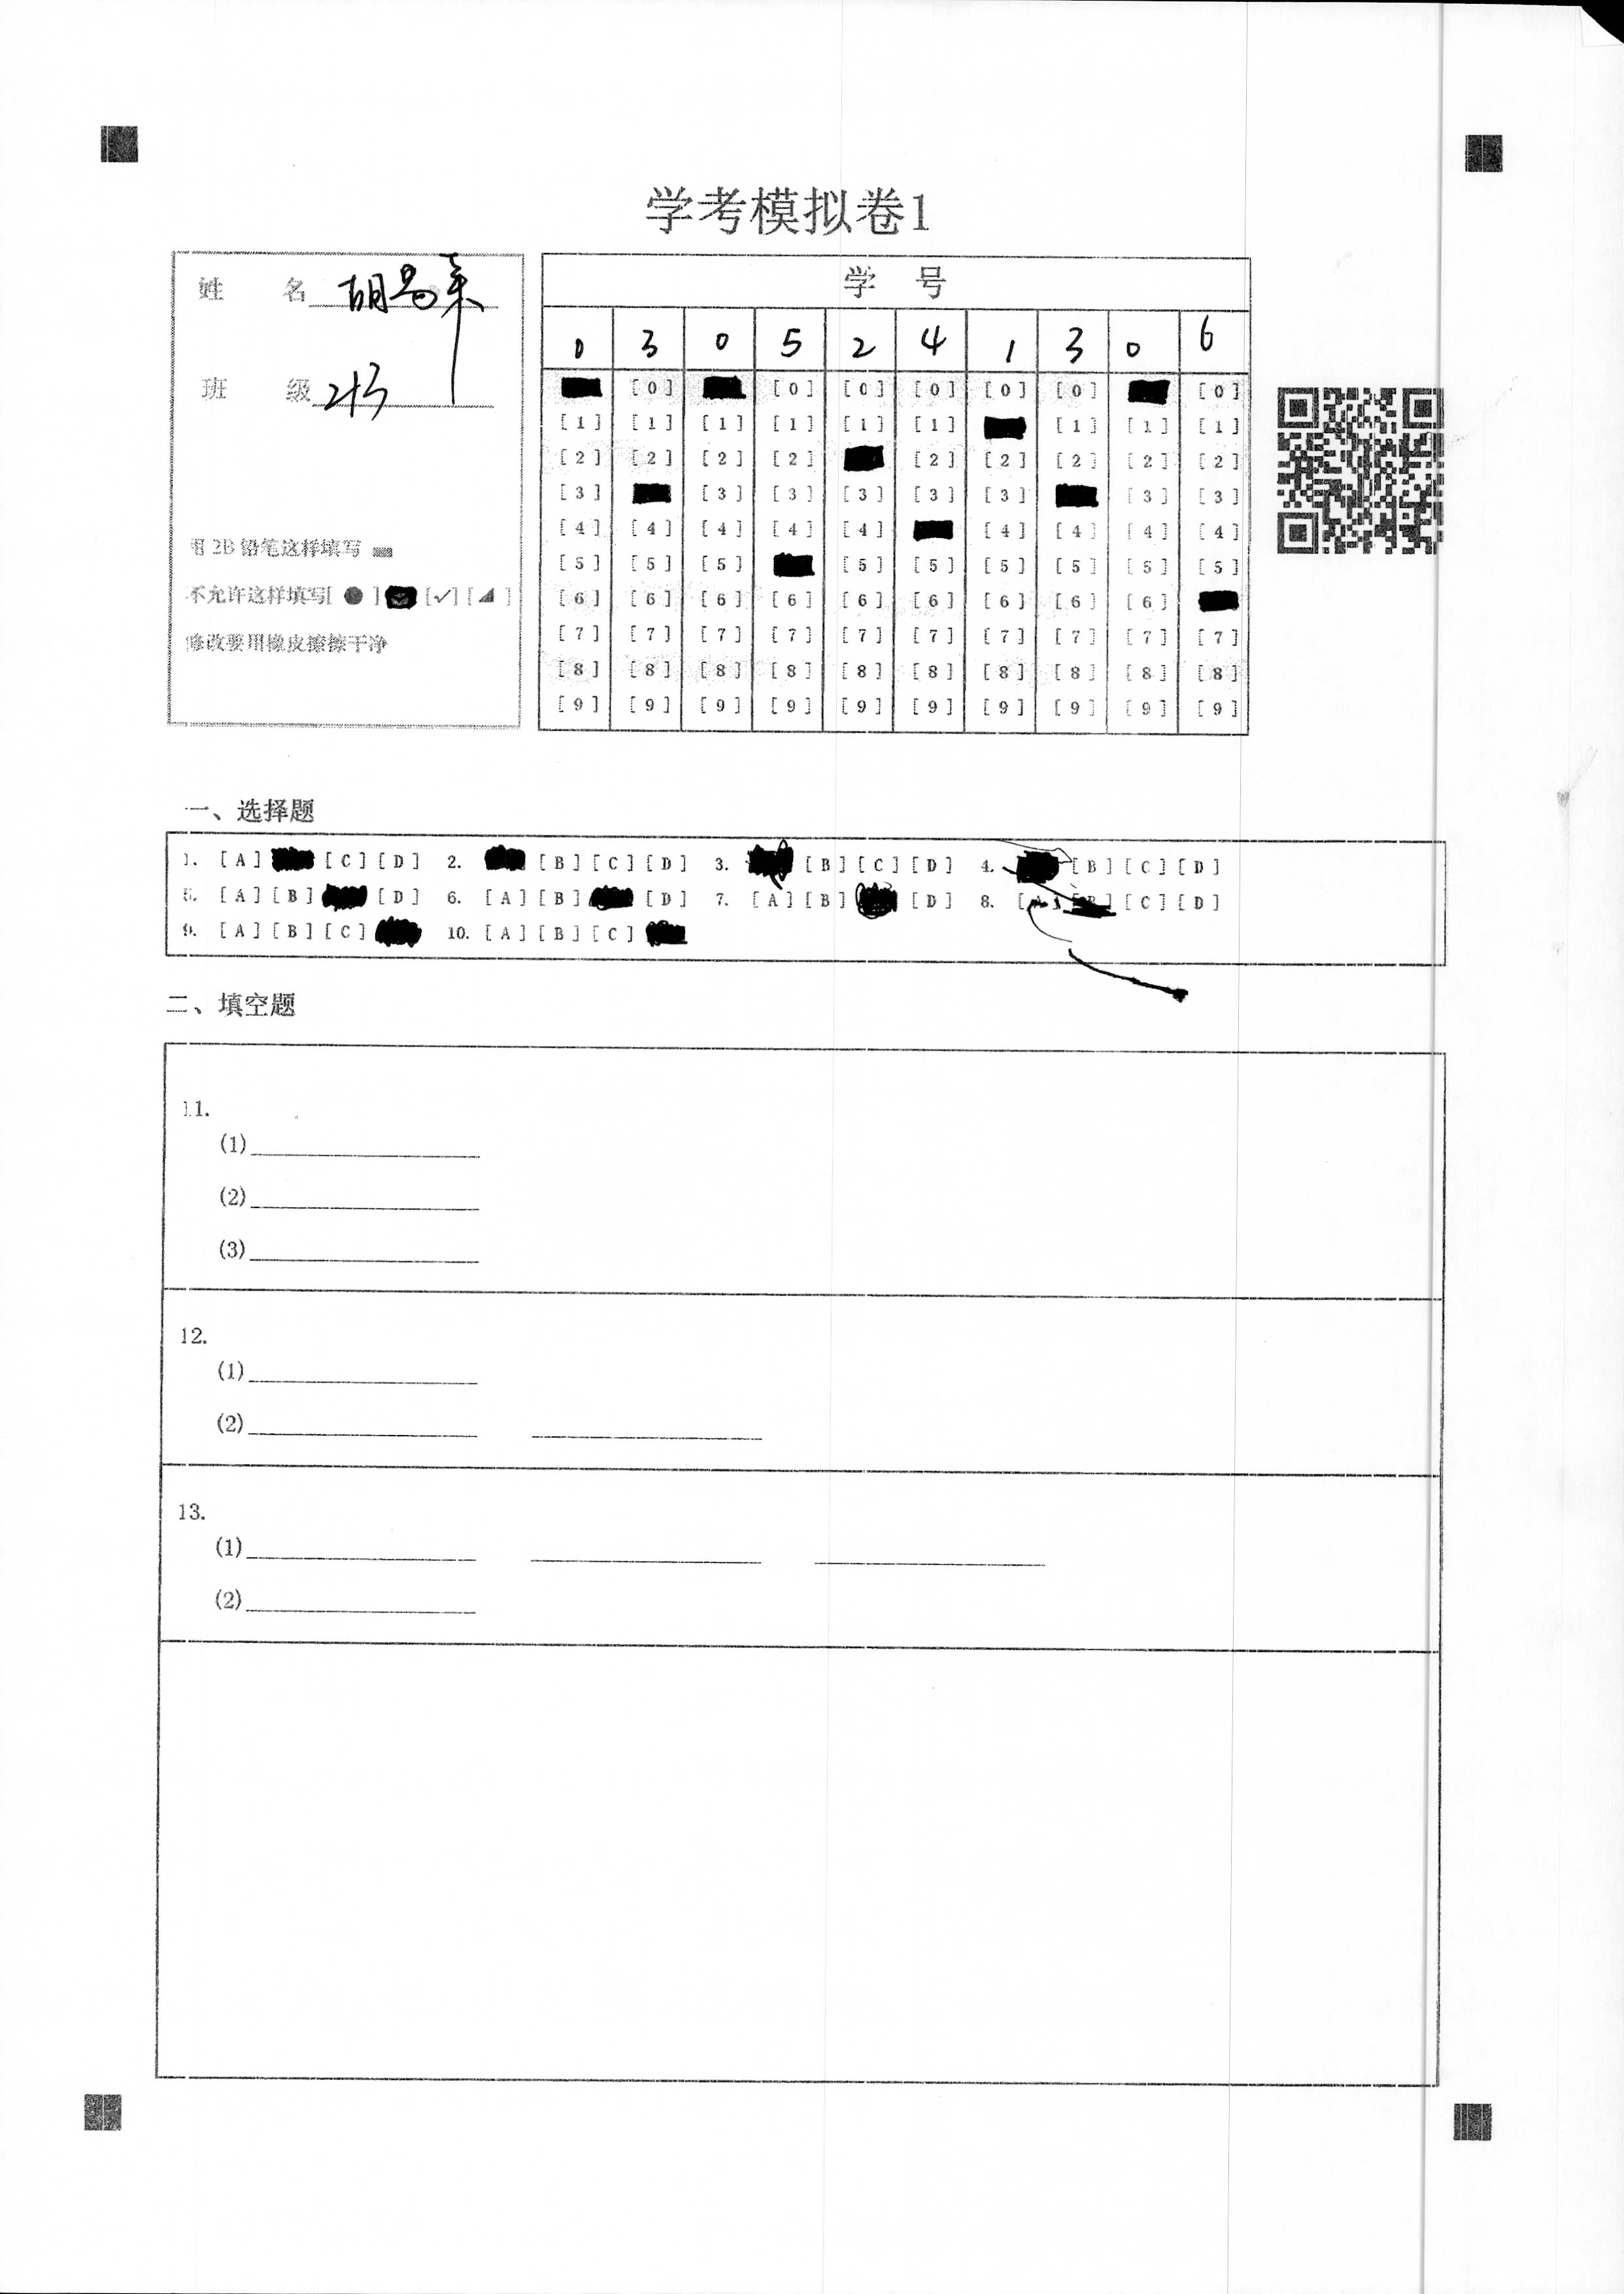 学考模拟卷1
姓 名 胡昜
班 级 213
用 2B 铅笔这样填写
不允许这样填写[ ● ] [✓] [◢]
修改要用橡皮擦擦干净
学 号
0 3 0 5 2 4 1 3 0 6
[0] [0] [0] [0] [0] [0] [0]
[1] [1] [1] [1] [1] [1] [1] [1] [1]
[2] [2] [2] [2] [2] [2] [2] [2] [2]
[3] [3] [3] [3] [3] [3] [3] [3]
[4] [4] [4] [4] [4] [4] [4] [4] [4]
[5] [5] [5] [5] [5] [5] [5] [5] [5]
[6] [6] [6] [6] [6] [6] [6] [6] [6]
[7] [7] [7] [7] [7] [7] [7] [7] [7] [7]
[8] [8] [8] [8] [8] [8] [8] [8] [8] [8]
[9] [9] [9] [9] [9] [9] [9] [9] [9] [9]
一、选择题
1. [A] [C] [D] 2. [B] [C] [D] 3. [B] [C] [D] 4. [B] [C] [D]
5. [A] [B] [D] 6. [A] [B] [D] 7. [A] [B] [D] 8. [C] [D]
9. [A] [B] [C] 10. [A] [B] [C]
二、填空题
11.
(1)
(2)
(3)
12.
(1)
(2)
13.
(1)
(2)